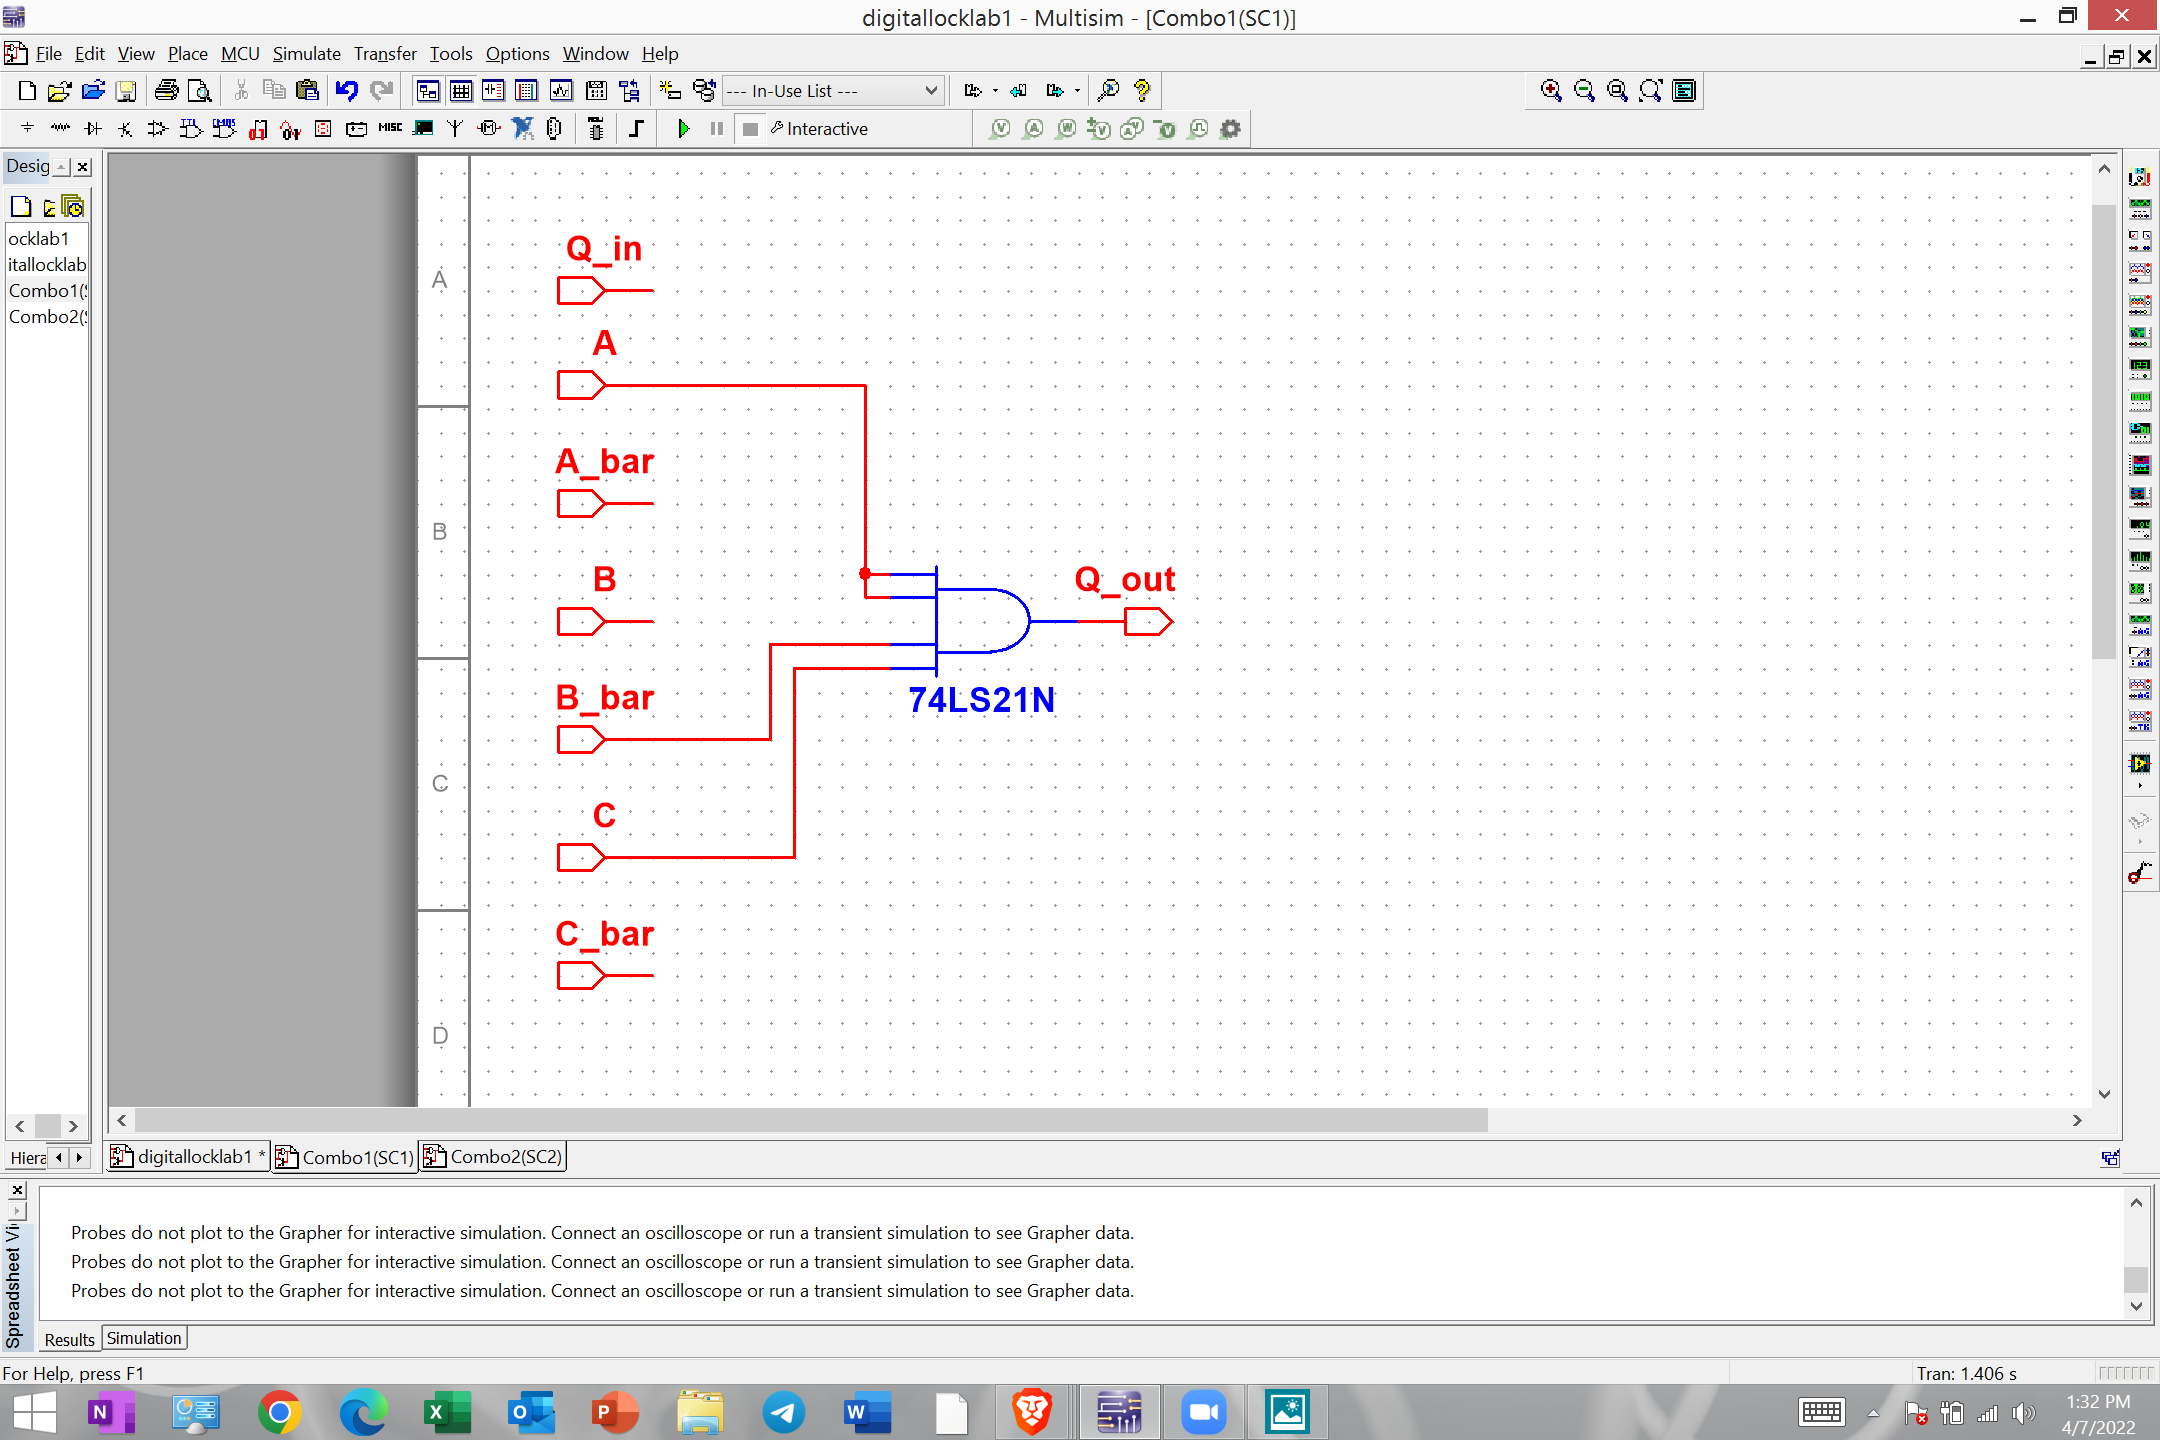 digitallocklab1 - Multisim - [Combo1(SC1)]
File Edit View Place MCU Simulate Transfer Tools Options Window Help
--- In-Use List ---
MISC Interactive
Desig
ocklab1
itallocklab
Combo1(
Combo2(
A
B
C
D
Q_in
A
A_bar
B
B_bar
C
C_bar
Q_out
74LS21N
Hiera
digitallocklab1 *
Combo1(SC1)
Combo2(SC2)
Spreadsheet Vi
Probes do not plot to the Grapher for interactive simulation. Connect an oscilloscope or run a transient simulation to see Grapher data.
Probes do not plot to the Grapher for interactive simulation. Connect an oscilloscope or run a transient simulation to see Grapher data.
Probes do not plot to the Grapher for interactive simulation. Connect an oscilloscope or run a transient simulation to see Grapher data.
Results Simulation
For Help, press F1
Tran: 1.406 s
1:32 PM
4/7/2022